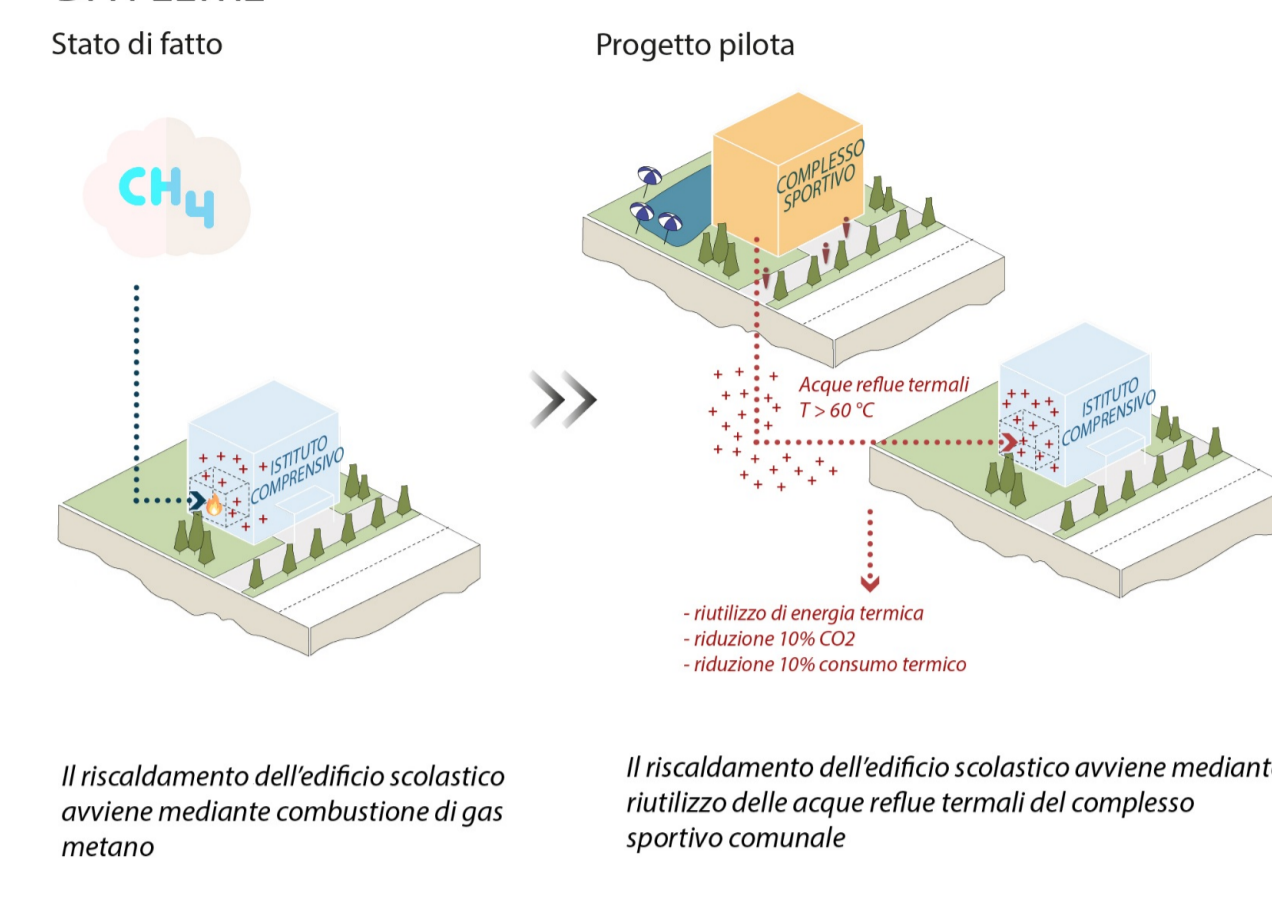 Stato di fatto
Progetto pilota
CH4
COMPLESSO
SPORTIVO
ISTITUTO
COMPRENSIVO
Acque reflue termali
T > 60 °C
ISTITUTO
COMPRENSIVO
- riutilizzo di energia termica
- riduzione 10% CO2
- riduzione 10% consumo termico
Il riscaldamento dell'edificio scolastico
avviene mediante combustione di gas
metano
Il riscaldamento dell'edificio scolastico avviene mediante
riutilizzo delle acque reflue termali del complesso
sportivo comunale